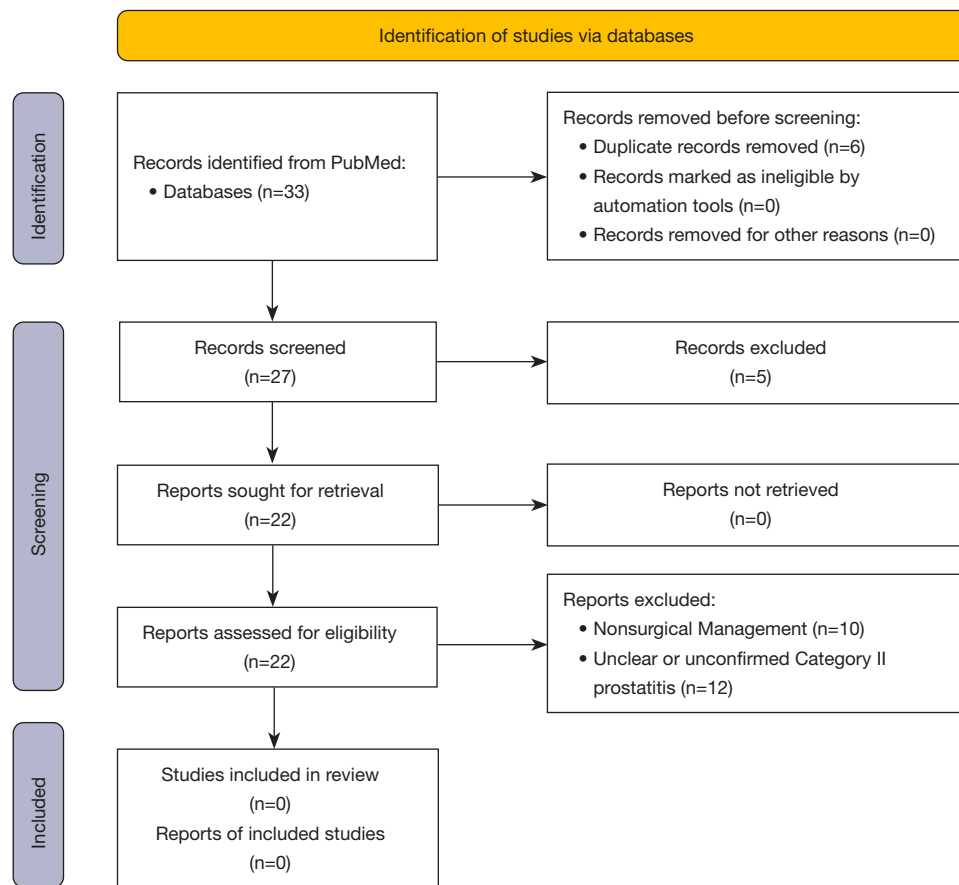 Identification of studies via databases
Identification
Records identified from PubMed:
• Databases (n=33)
Records removed before screening:
• Duplicate records removed (n=6)
• Records marked as ineligible by
automation tools (n=0)
• Records removed for other reasons (n=0)
Screening
Records screened
(n=27)
Records excluded
(n=5)
Reports sought for retrieval
(n=22)
Reports not retrieved
(n=0)
Reports assessed for eligibility
(n=22)
Reports excluded:
• Nonsurgical Management (n=10)
• Unclear or unconfirmed Category II
prostatitis (n=12)
Included
Studies included in review
(n=0)
Reports of included studies
(n=0)